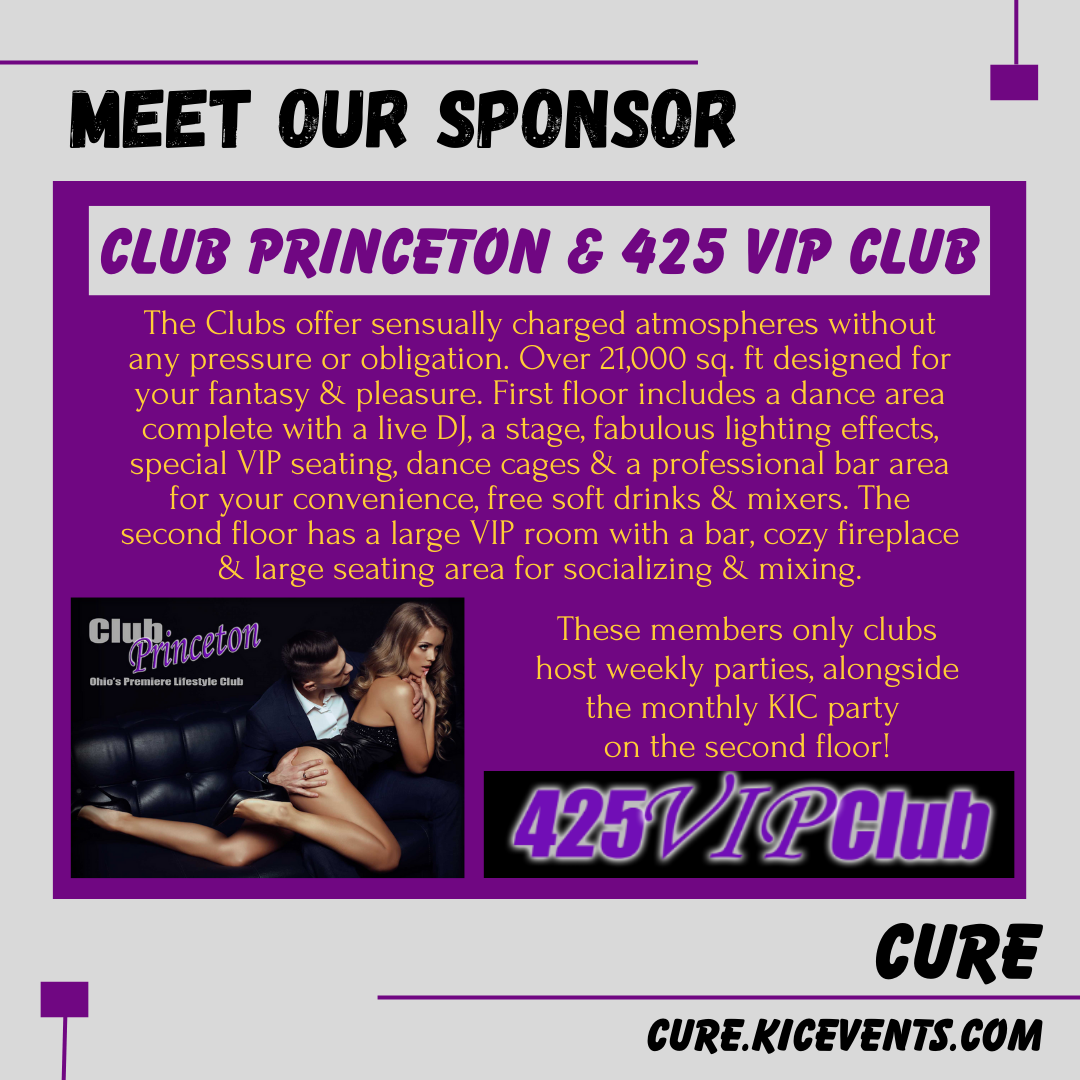 MEET OUR SPONSOR
CLUB PRINCETON & 425 VIP CLUB
The Clubs offer sensually charged atmospheres without
any pressure or obligation. Over 21,000 sq. ft designed for
your fantasy & pleasure. First floor includes a dance area
complete with a live DJ, a stage, fabulous lighting effects,
special VIP seating, dance cages & a professional bar area
for your convenience, free soft drinks & mixers. The
second floor has a large VIP room with a bar, cozy fireplace
& large seating area for socializing & mixing.
Club
Princeton
Ohio's Premiere Lifestyle Club
These members only clubs
host weekly parties, alongside
the monthly KIC party
on the second floor!
425VIPClub
CURE
CURE.KICEVENTS.COM